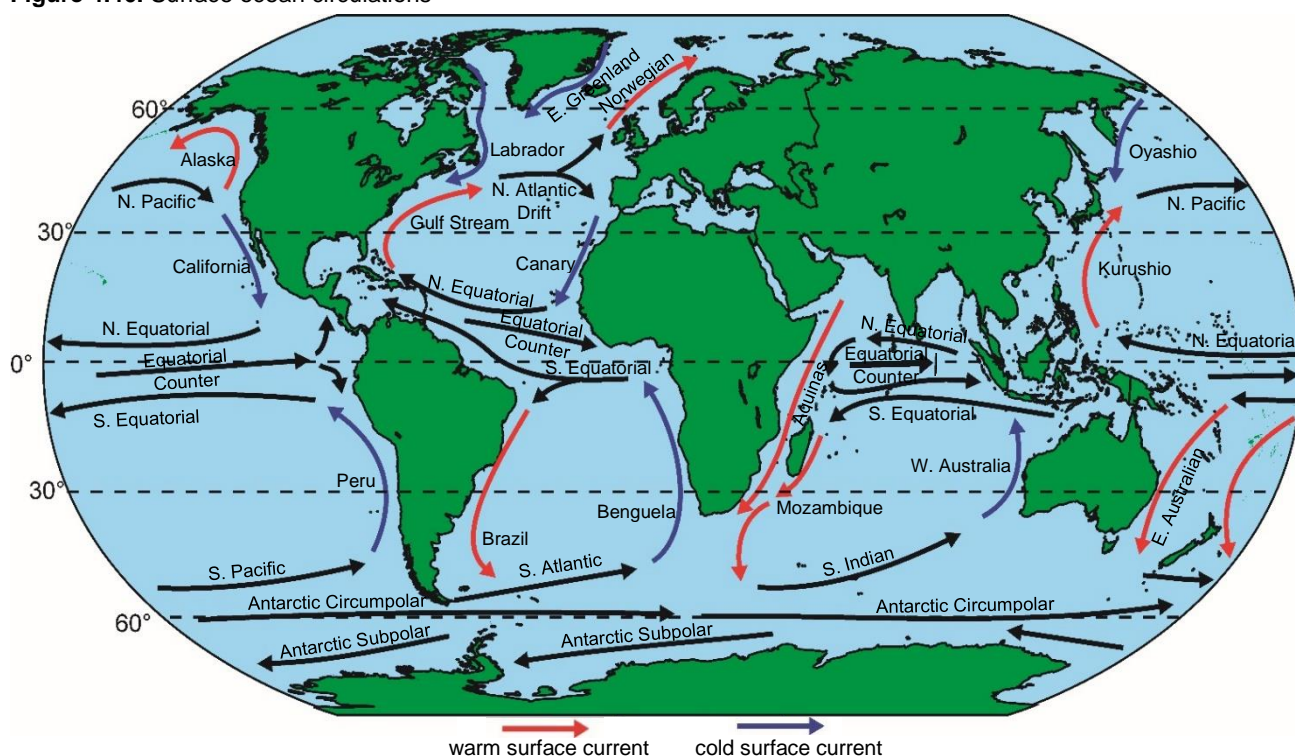 Figure 4.10. Surface ocean circulations
60°
30°
0°
30°
60°
E. Greenland
Norwegian
Alaska
Labrador
Oyashio
N. Pacific
N. Atlantic
Drift
N. Pacific
Gulf Stream
California
Canary
Kurushio
N. Equatorial
N. Equatorial
Equatorial
Counter
N. Equatorial
N. Equatoria
Equatorial
Counter
S. Equatorial
Equatorial
Counter
S. Equatorial
Aquinas
S. Equatorial
Peru
Benguela
W. Australia
Mozambique
E. Australian
Brazil
S. Pacific
S. Atlantic
S. Indian
Antarctic Circumpolar
Antarctic Circumpolar
Antarctic Subpolar
Antarctic Subpolar
warm surface current
cold surface current